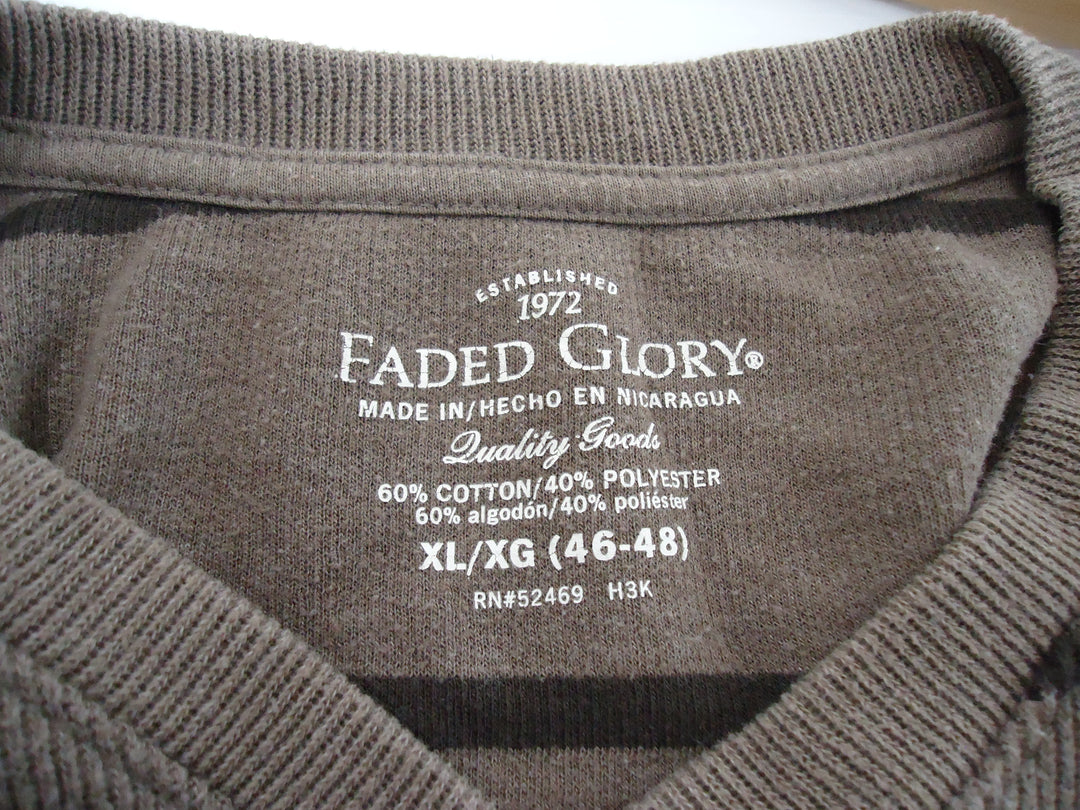 ESTABLISHED
1972
FADED GLORY®
MADE IN/HECHO EN NICARAGUA
Quality Goods
60% COTTON/40% POLYESTER
60% algodón/40% poliéster
XL/XG (46-48)
RN#52469 H3K